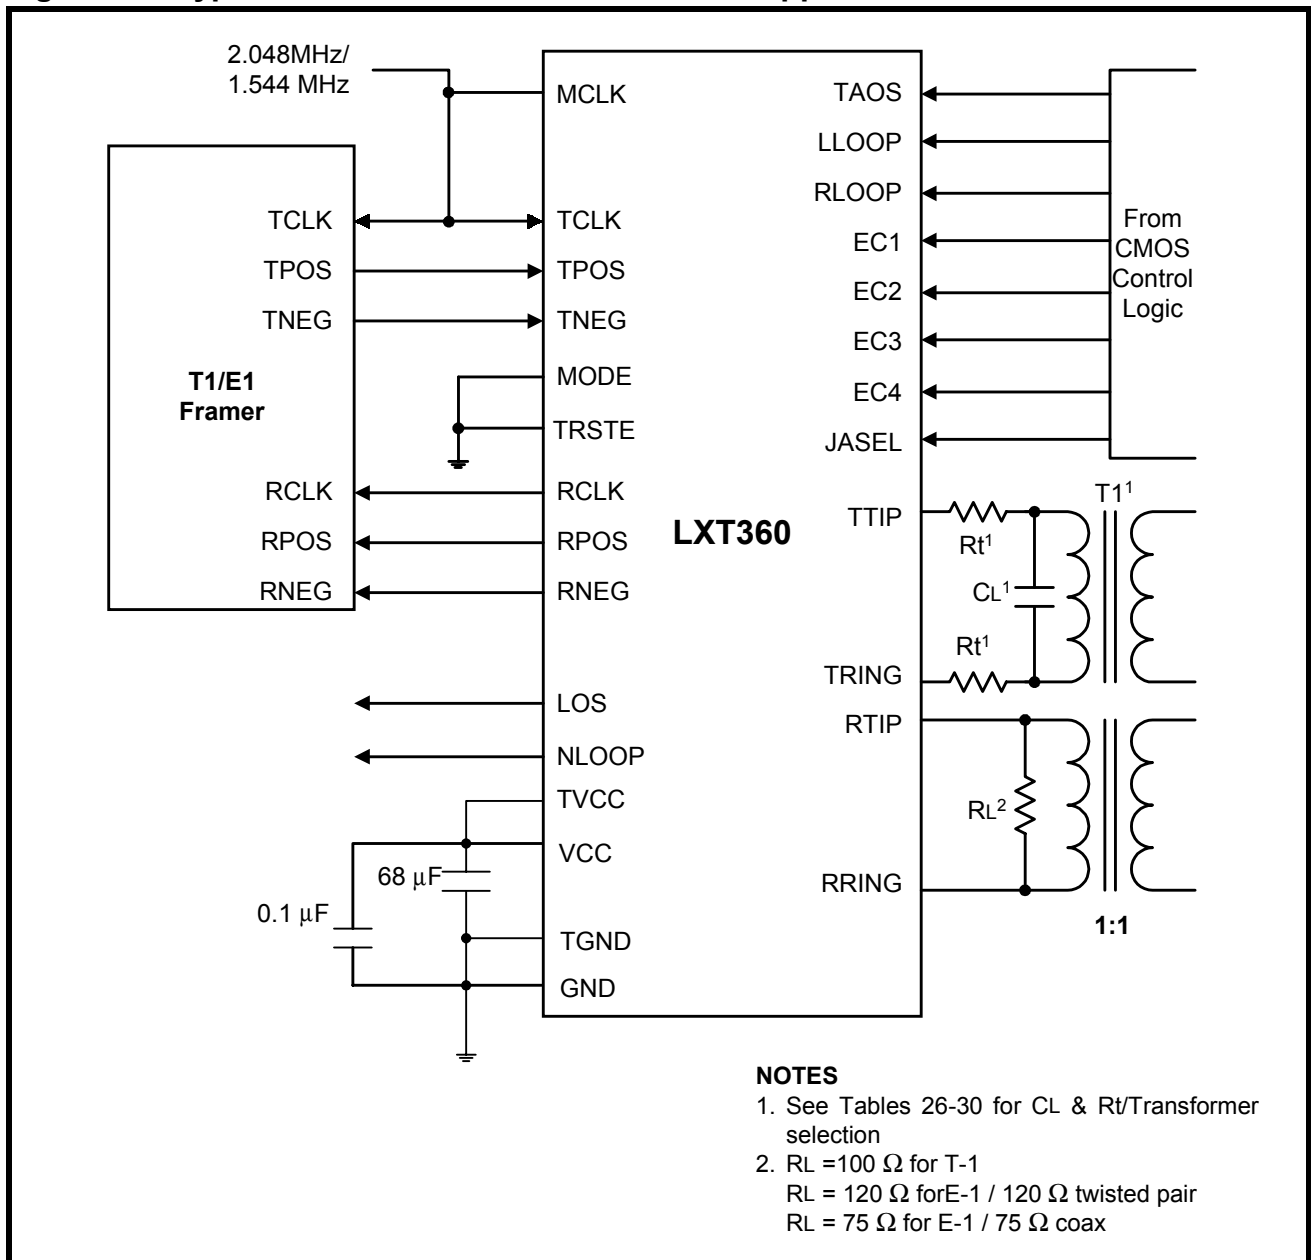 2.048MHz/
1.544 MHz
MCLK
TCLK
TPOS
TNEG
MODE
TRSTE
RCLK
RPOS
RNEG
LOS
NLOOP
TVCC
VCC
TGND
GND
TCLK
TPOS
TNEG
T1/E1
Framer
RCLK
RPOS
RNEG
68 μF
0.1 μF
LXT360
TAOS
LLOOP
RLOOP
EC1
EC2
EC3
EC4
JASEL
TTIP
TRING
RTIP
RRING
From
CMOS
Control
Logic
T1¹
Rt¹
CL¹
Rt¹
RL²
1:1
NOTES
1. See Tables 26-30 for CL & Rt/Transformer
selection
2. RL =100 Ω for T-1
RL = 120 Ω forE-1 / 120 Ω twisted pair
RL = 75 Ω for E-1 / 75 Ω coax